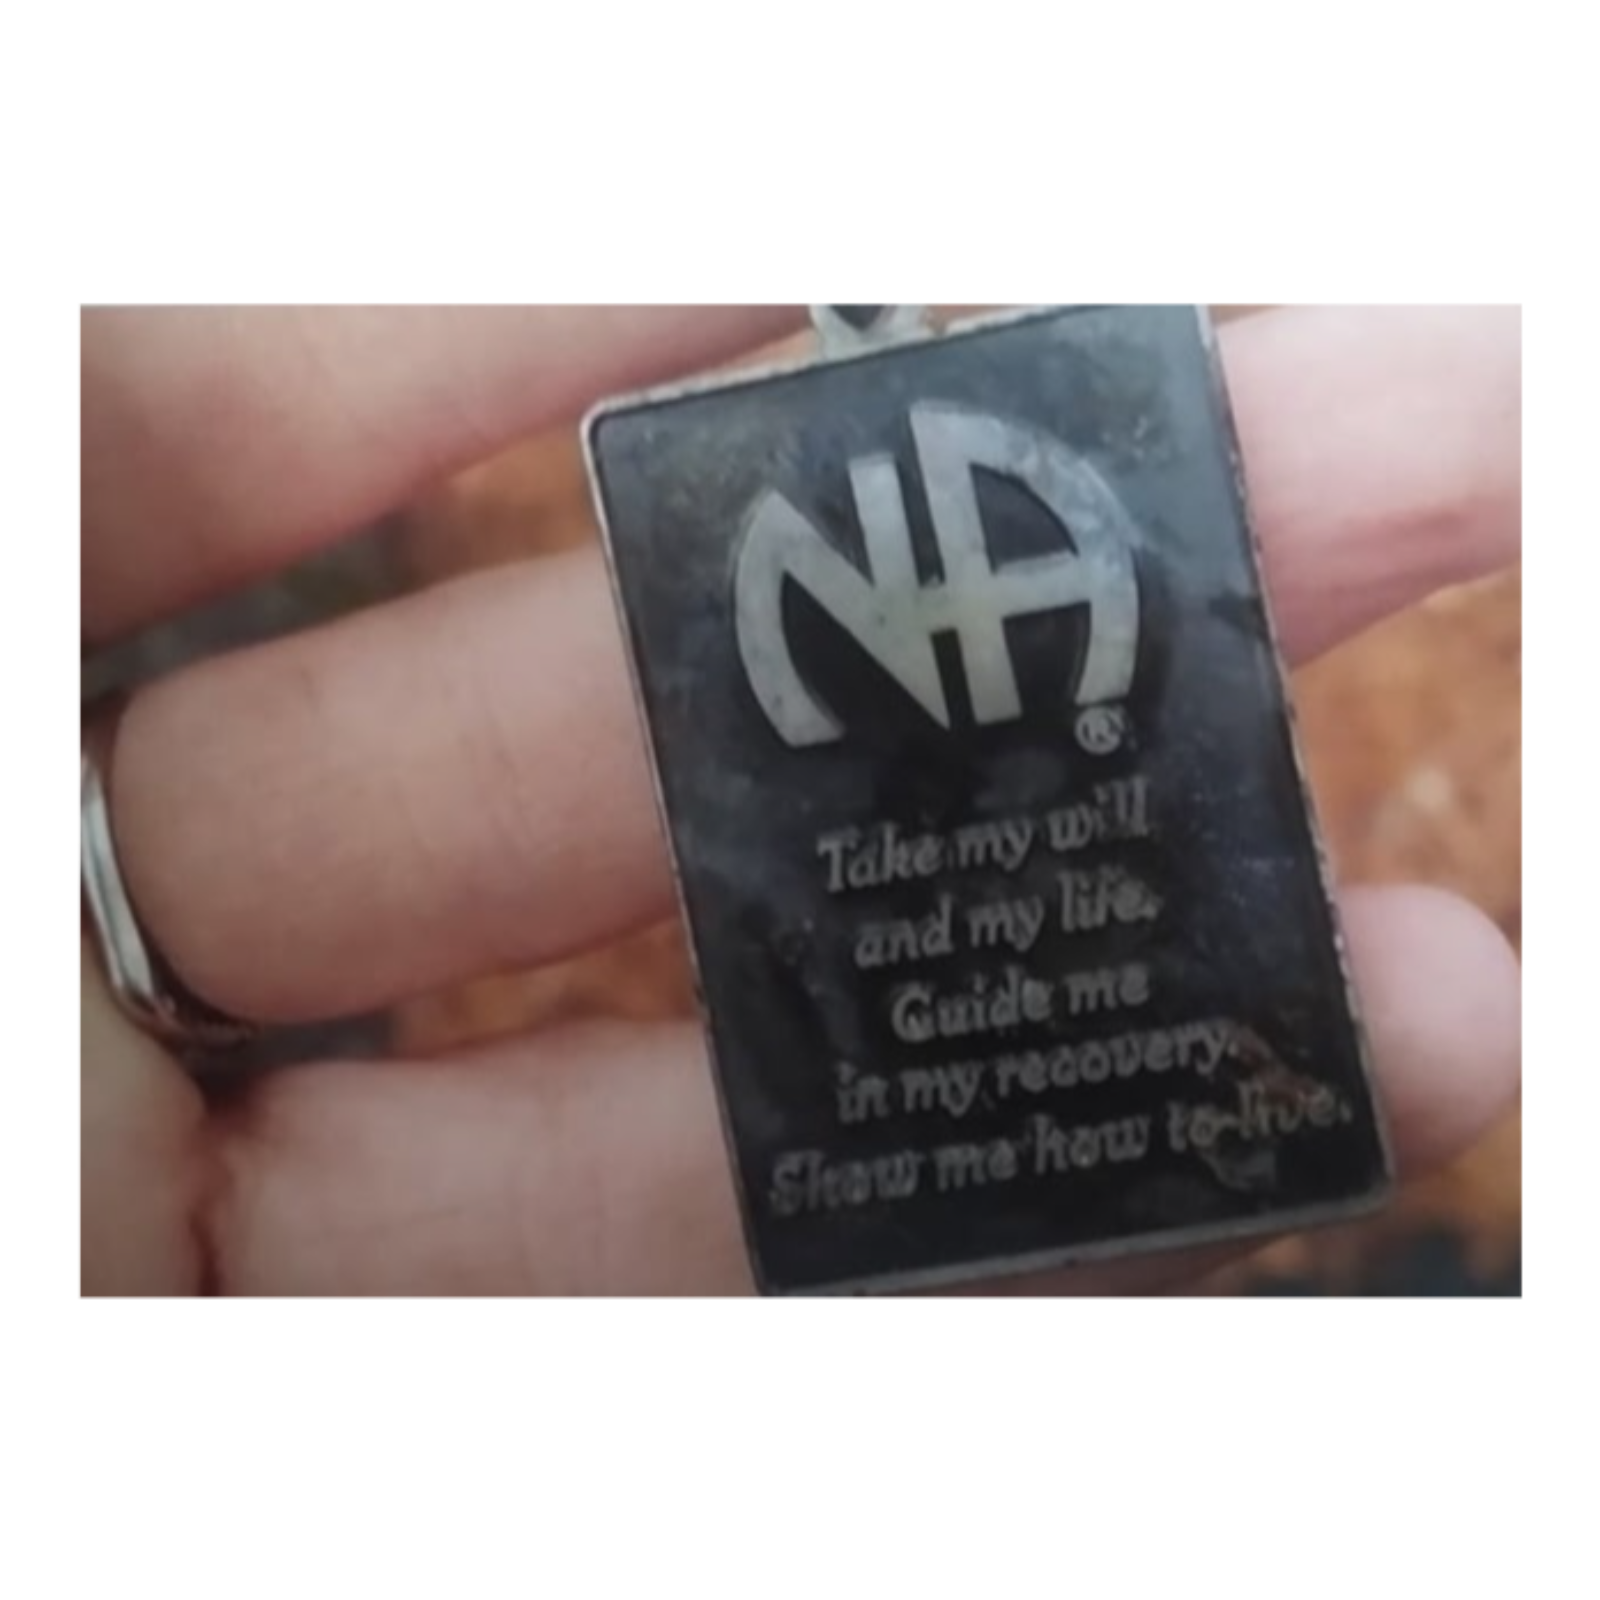 NA
®
Take my will
and my life.
Guide me
in my recovery.
Show me how to live.